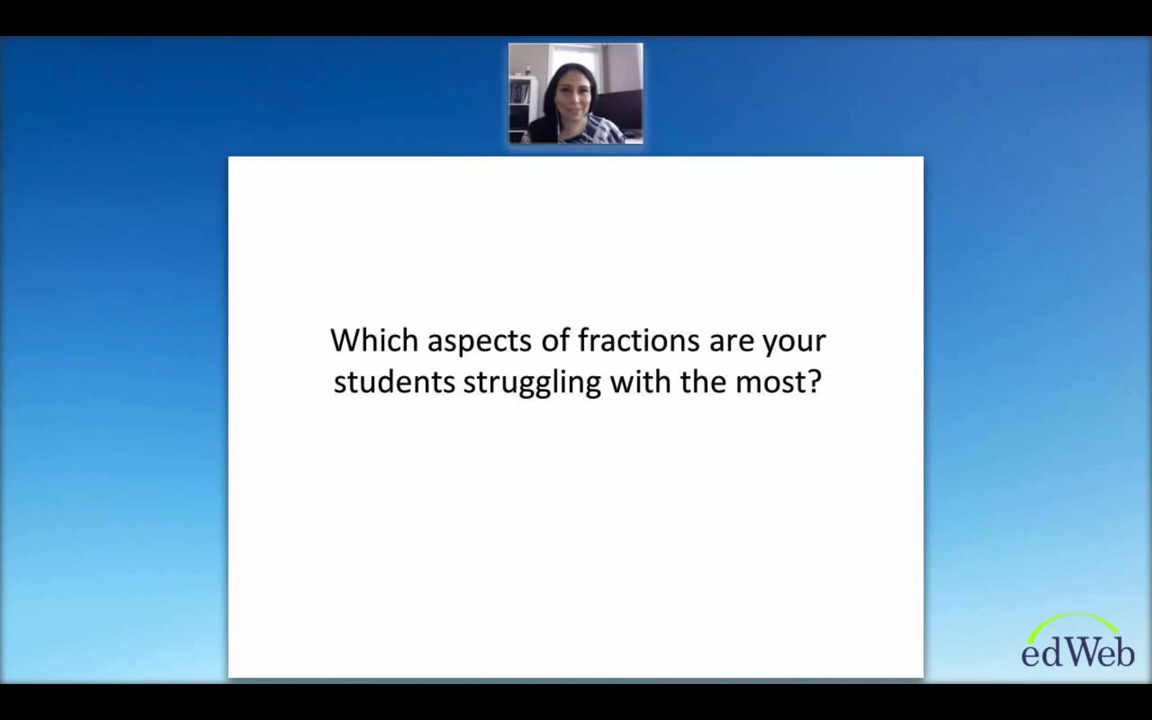 Which aspects of fractions are your
students struggling with the most?
edWeb